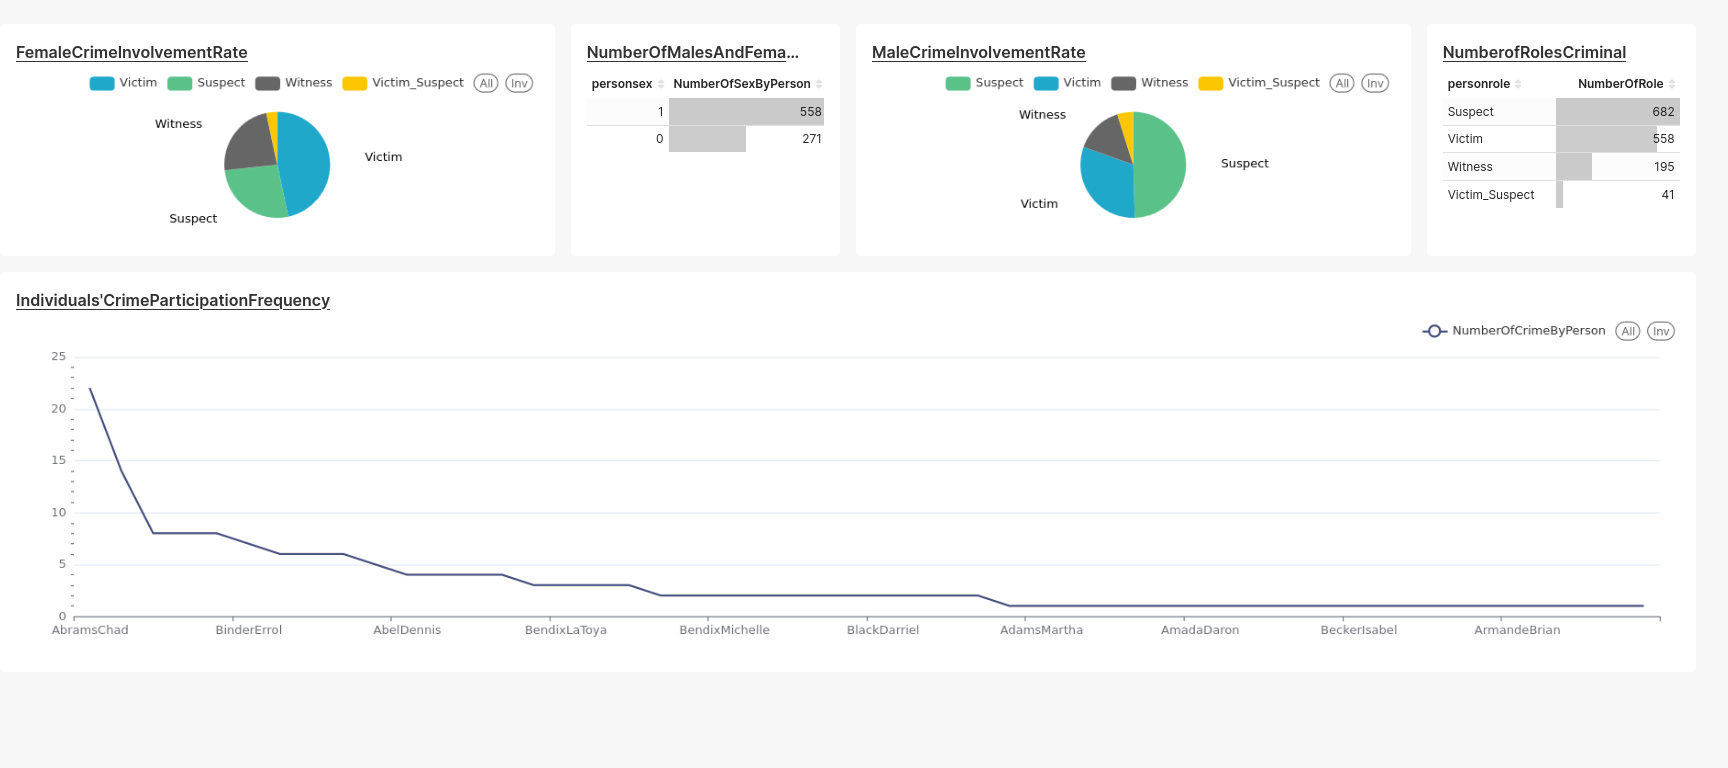 FemaleCrimeInvolvementRate
Victim Suspect Witness Victim_Suspect All Inv
Witness
Victim
Suspect
NumberOfMalesAndFema...
personsex NumberOfSexByPerson
1 558
0 271
MaleCrimeInvolvementRate
Suspect Victim Witness Victim_Suspect All Inv
Witness
Suspect
Victim
NumberofRolesCriminal
personrole NumberOfRole
Suspect 682
Victim 558
Witness 195
Victim_Suspect 41
Individuals'CrimeParticipationFrequency
NumberOfCrimeByPerson All Inv
25
20
15
10
5
0
AbramsChad BinderErrol AbelDennis BendixLaToya BendixMichelle BlackDarriel AdamsMartha AmadaDaron BeckerIsabel ArmandeBrian